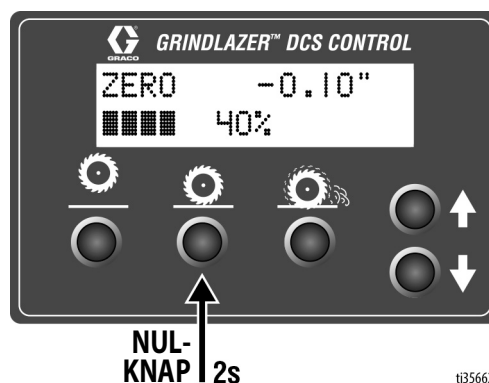 GRACO
GRINDLAZER™ DCS CONTROL
ZERO -0.10"
40%
NUL-
KNAP 2s